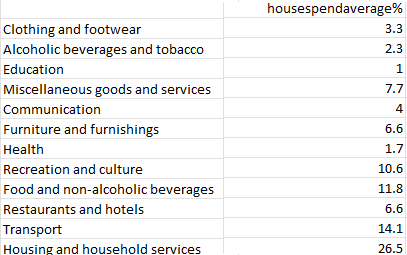 housespendaverage%
Clothing and footwear 3.3
Alcoholic beverages and tobacco 2.3
Education 1
Miscellaneous goods and services 7.7
Communication 4
Furniture and furnishings 6.6
Health 1.7
Recreation and culture 10.6
Food and non-alcoholic beverages 11.8
Restaurants and hotels 6.6
Transport 14.1
Housing and household services 26.5